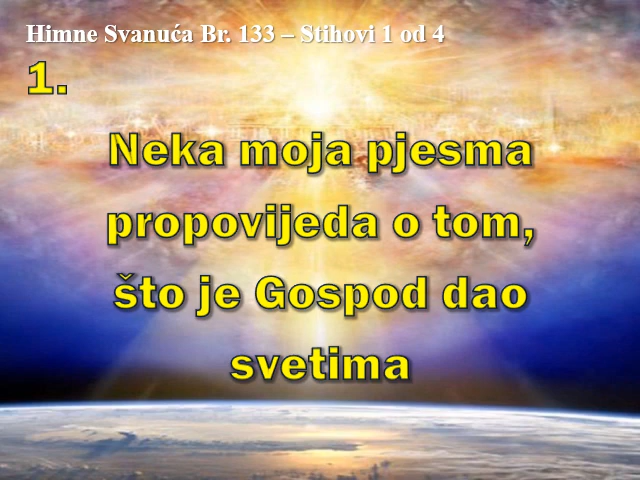 Himne Svanuća Br. 133 – Stihovi 1 od 4
1.
Neka moja pjesma
propovijeda o tom,
što je Gospod dao
svetima